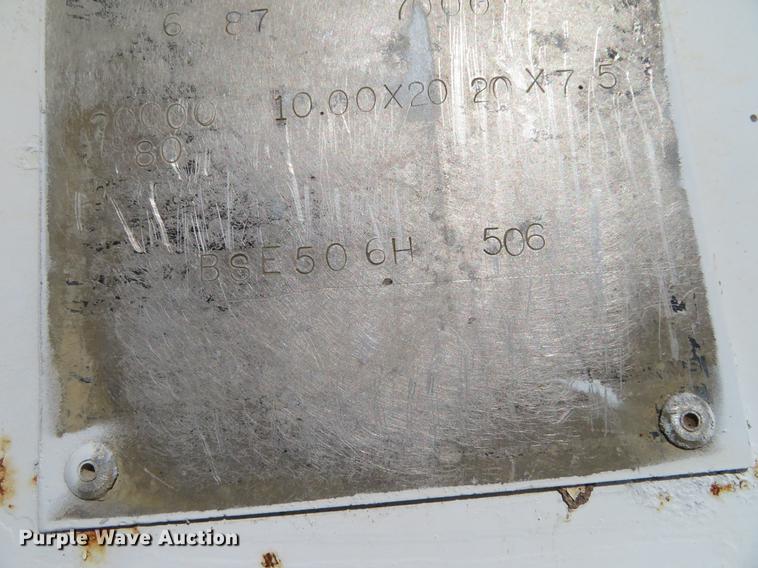 6 87
10.00X20 20X7.5
80
BSE506H 506
Purple Wave Auction